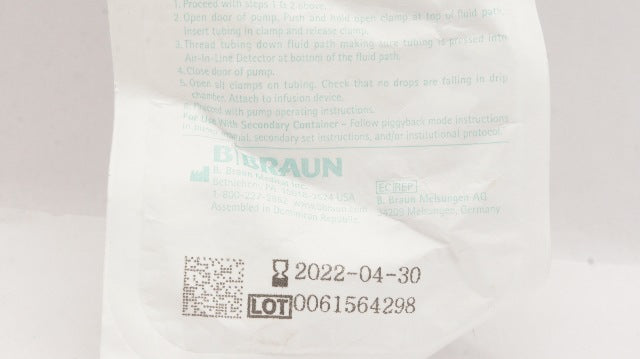 1. Proceed with steps 1 & 2 above.
2. Open door of pump. Push and hold open clamp at top of fluid path.
Insert tubing in clamp and release clamp.
3. Thread tubing down fluid path making sure tubing is pressed into
Air-In-Line Detector at bottom of the fluid path.
4. Close door of pump.
5. Open all clamps on tubing. Check that no drops are falling in drip
chamber. Attach to infusion device.
6. Proceed with pump operating instructions.
For Use With Secondary Container – Follow piggyback mode instructions
in manual, secondary set instructions, and/or institutional protocol.
B|BRAUN
B. Braun Medical Inc.
Bethlehem, PA USA
1-800-227-2862 www.bbraun.com
Assembled in Dominican Republic
EC REP
B. Braun Melsungen AG
34209 Melsungen, Germany
2022-04-30
LOT 0061564298